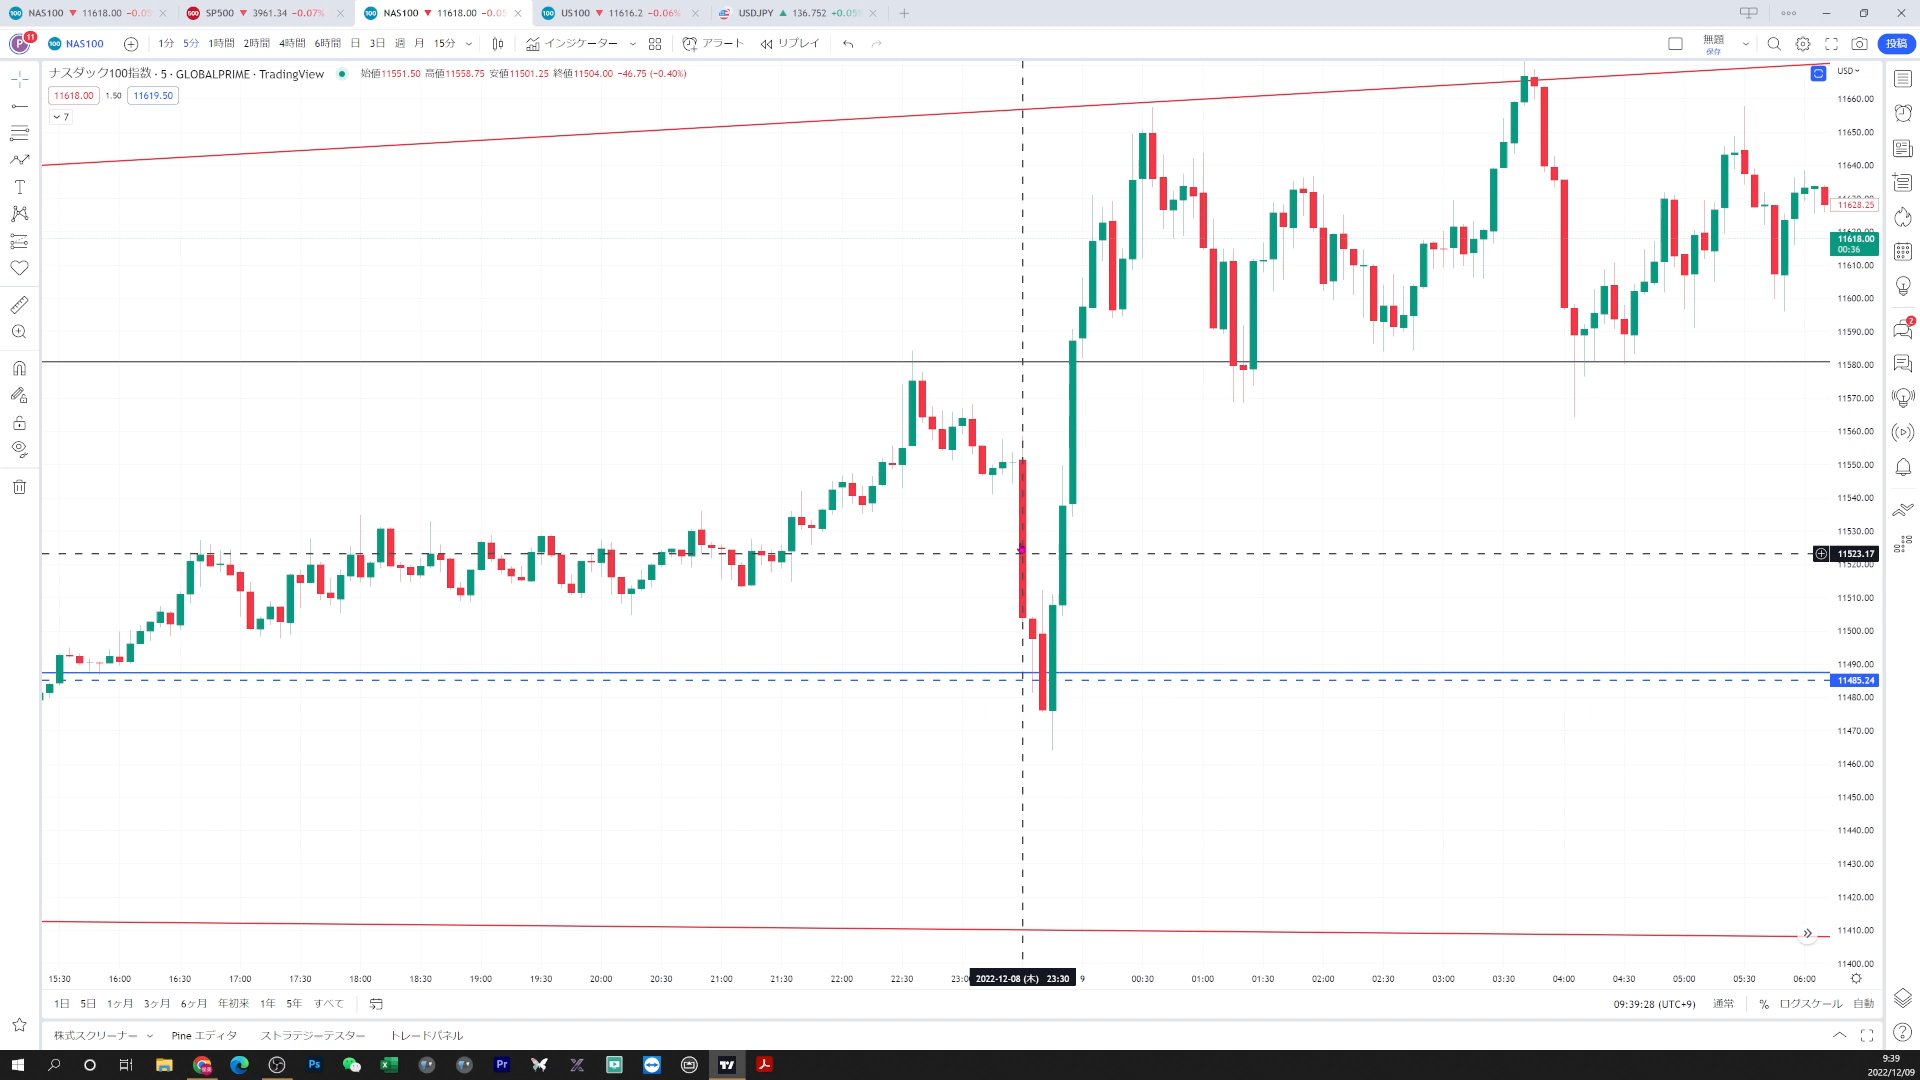 NAS100 ▼ 11618.00 −0.05
SP500 ▼ 3961.34 −0.07%
NAS100 ▼ 11618.00 −0.05
US100 ▼ 11616.2 −0.06%
USDJPY ▲ 136.752 +0.05%
P 11 NAS100 1分 5分 1時間 2時間 4時間 6時間 日 3日 週 月 15分 インジケーター アラート リプレイ 無題 保存 投稿
ナスダック100指数 · 5 · GLOBALPRIME · TradingView 始値11551.50 高値11558.75 安値11501.25 終値11504.00 −46.75 (−0.40%)
11618.00 1.50 11619.50
7
USD
11660.00
11650.00
11640.00
11628.25
11618.00
00:36
11610.00
11600.00
11590.00
11580.00
11570.00
11560.00
11550.00
11540.00
11530.00
11523.17
11520.00
11510.00
11500.00
11490.00
11485.24
11480.00
11470.00
11460.00
11450.00
11440.00
11430.00
11420.00
11410.00
11400.00
2
15:30 16:00 16:30 17:00 17:30 18:00 18:30 19:00 19:30 20:00 20:30 21:00 21:30 22:00 22:30 2022-12-08 (木) 23:30 9 00:30 01:00 01:30 02:00 02:30 03:00 03:30 04:00 04:30 05:00 05:30 06:00
1日 5日 1ヶ月 3ヶ月 6ヶ月 年初来 1年 5年 すべて 09:39:28 (UTC+9) 通常 % ログスケール 自動
株式スクリーナー Pine エディタ ストラテジーテスター トレードパネル
Ps Pr
9:39
2022/12/09